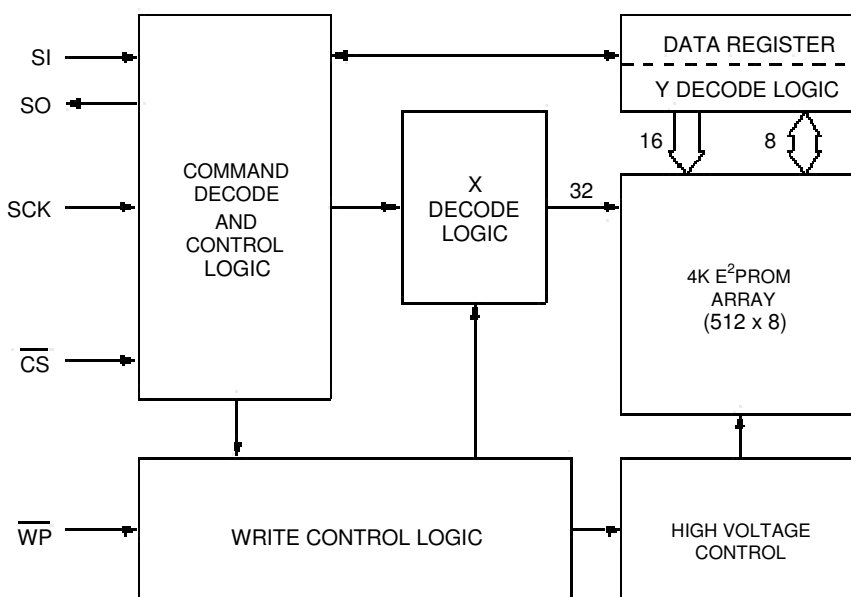 SI
SO
SCK
CS
WP
COMMAND
DECODE
AND
CONTROL
LOGIC
X
DECODE
LOGIC
32
DATA REGISTER
Y DECODE LOGIC
16
8
4K E²PROM
ARRAY
(512 x 8)
WRITE CONTROL LOGIC
HIGH VOLTAGE
CONTROL